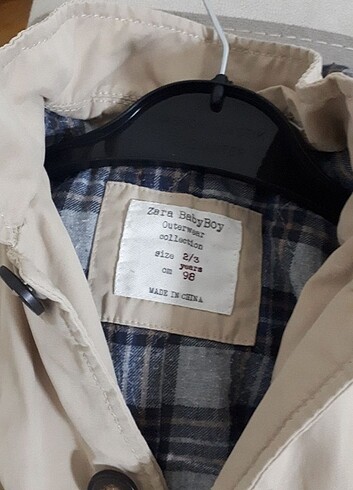 Zara BabyBoy
Outerwear
collection
size 2/3
years
cm 98
MADE IN CHINA